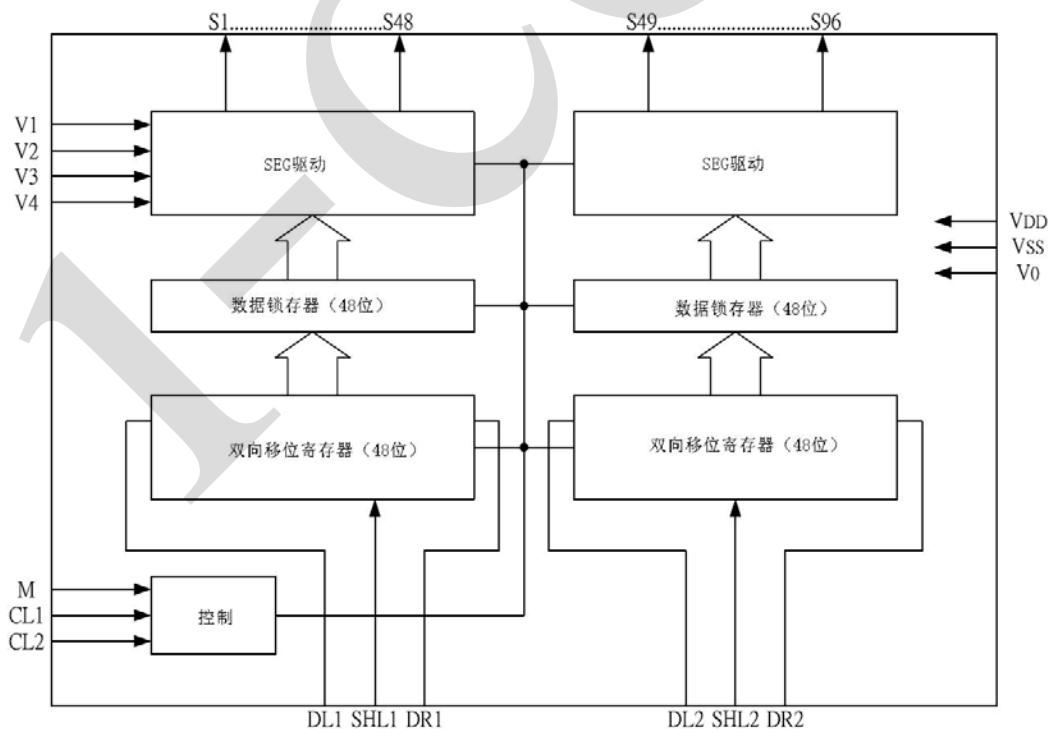 S1..............................S48
S49..............................S96
V1
V2
V3
V4
SEG驱动
SEG驱动
VDD
VSS
V0
数据锁存器（48位）
数据锁存器（48位）
双向移位寄存器（48位）
双向移位寄存器（48位）
M
CL1
CL2
控制
DL1 SHL1 DR1
DL2 SHL2 DR2